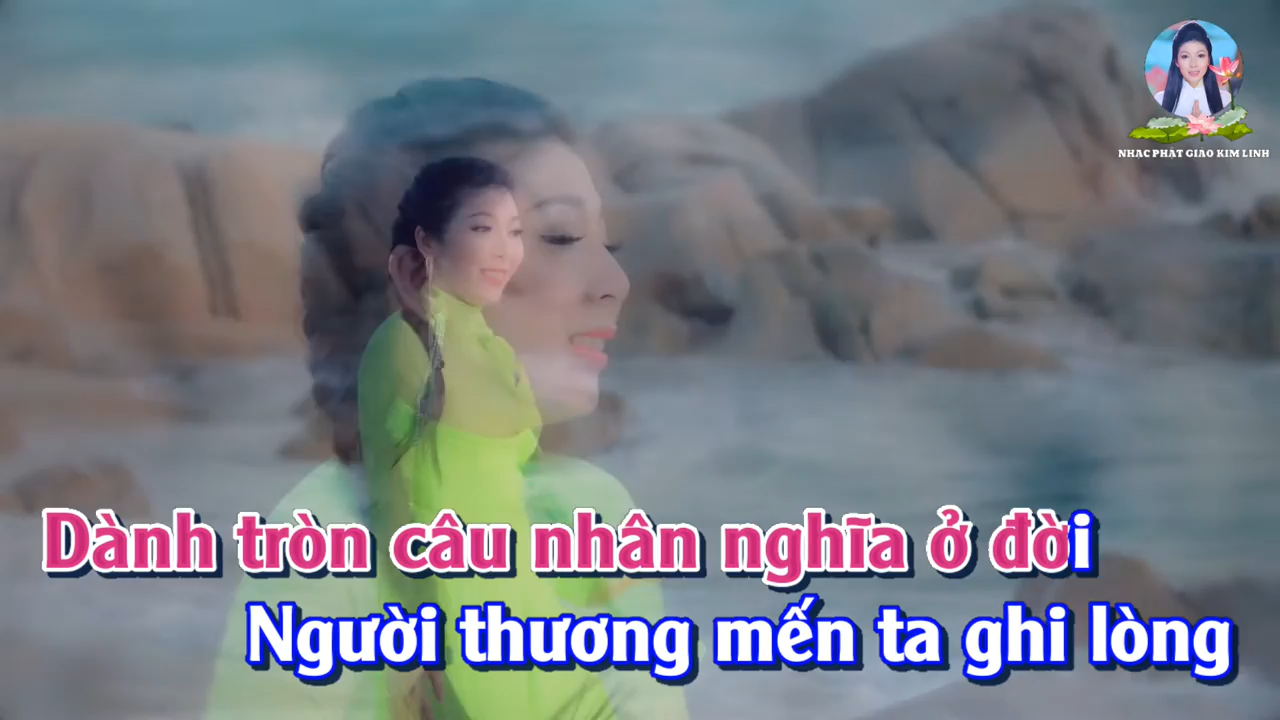 NHẠC PHẬT GIÁO KIM LINH
Dành tròn câu nhân nghĩa ở đời
Người thương mến ta ghi lòng